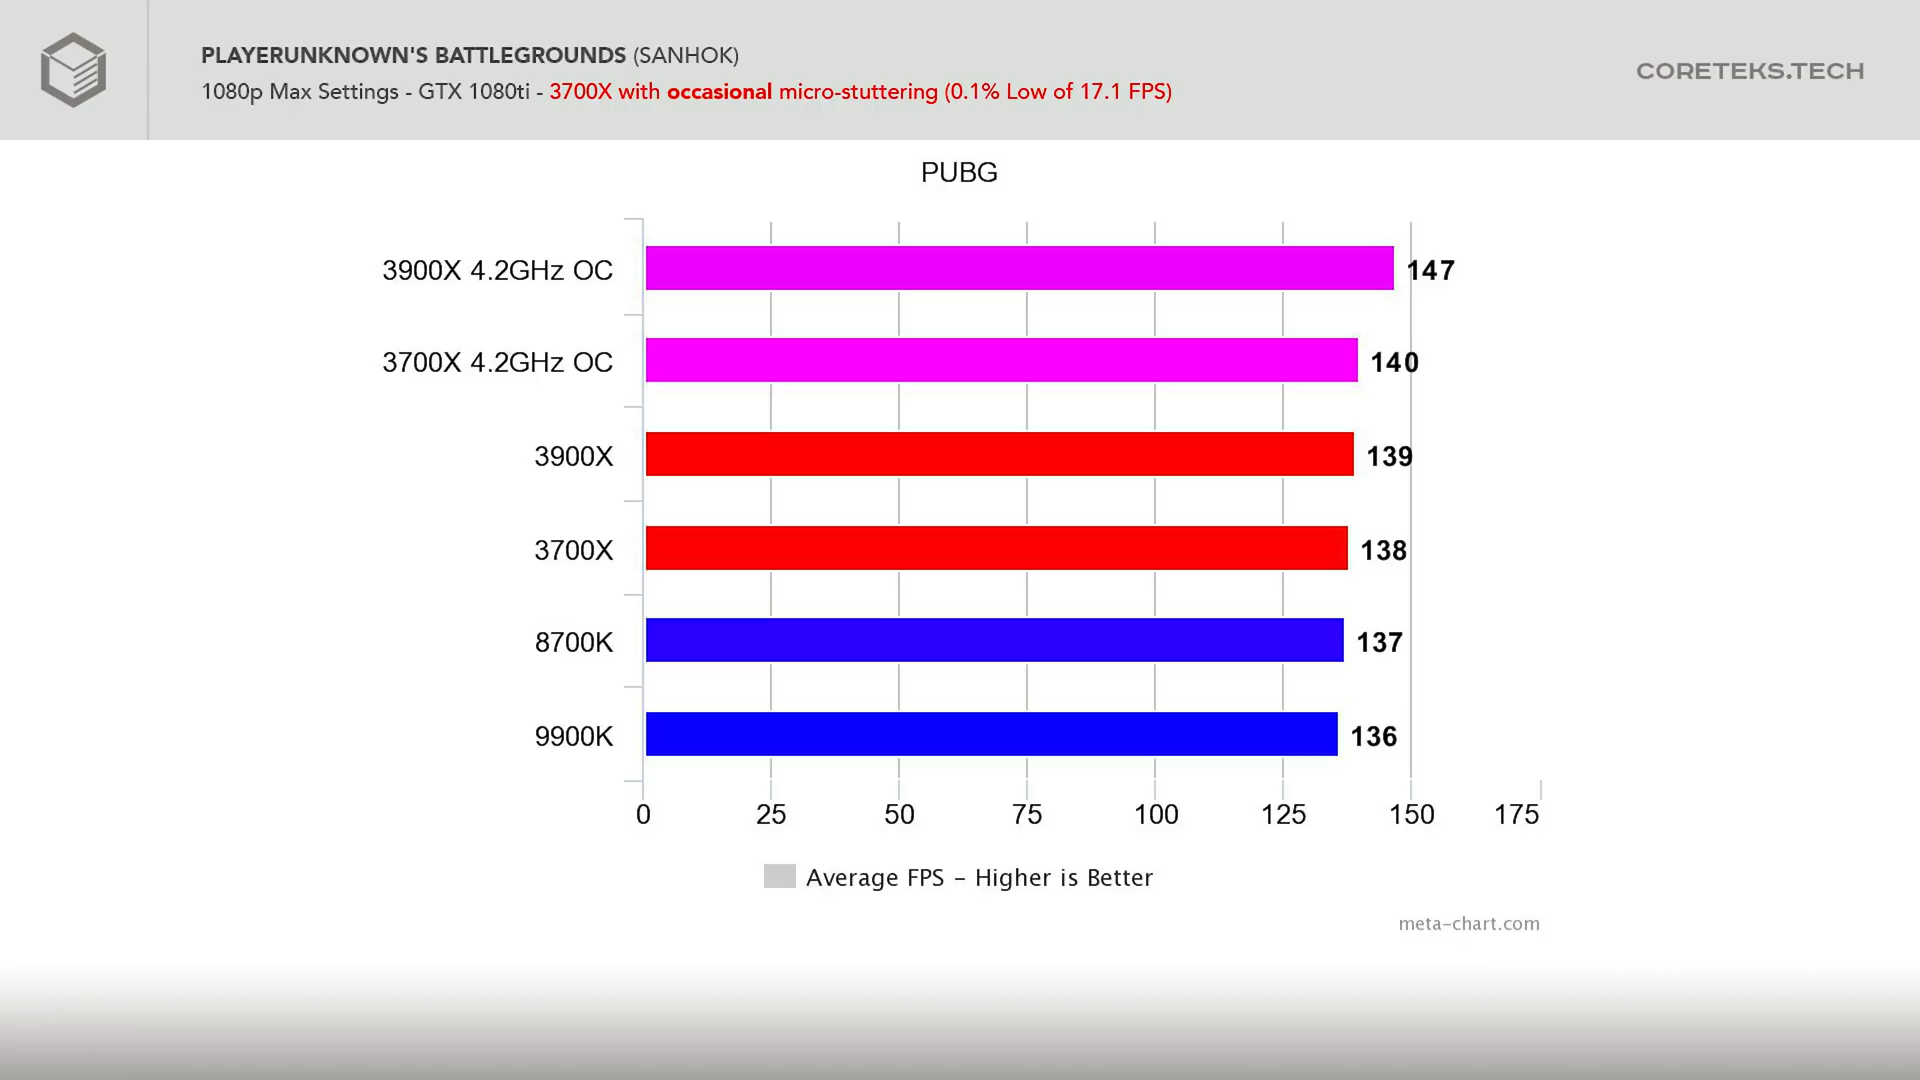 PLAYERUNKNOWN'S BATTLEGROUNDS (SANHOK)
1080p Max Settings - GTX 1080ti - 3700X with occasional micro-stuttering (0.1% Low of 17.1 FPS)
CORETEKS.TECH
PUBG
3900X 4.2GHz OC 147
3700X 4.2GHz OC 140
3900X 139
3700X 138
8700K 137
9900K 136
0 25 50 75 100 125 150 175
Average FPS – Higher is Better
meta-chart.com